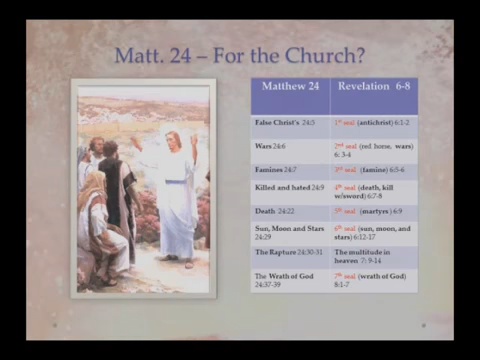 Matt. 24 – For the Church?
Matthew 24
Revelation 6-8
False Christ's 24:5
1st seal (antichrist) 6:1-2
Wars 24:6
2nd seal (red horse, wars)
6: 3-4
Famines 24:7
3rd seal (famine) 6:5-6
Killed and hated 24:9
4th seal (death, kill
w/sword) 6:7-8
Death 24:22
5th seal (martyrs ) 6:9
Sun, Moon and Stars
24:29
6th seal (sun, moon, and
stars) 6:12-17
The Rapture 24:30-31
The multitude in
heaven 7: 9-14
The Wrath of God
24:37-39
7th seal (wrath of God)
8:1-7